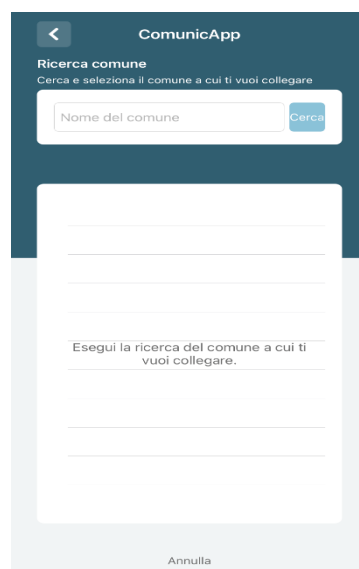 ComunicApp
Ricerca comune
Cerca e seleziona il comune a cui ti vuoi collegare
Nome del comune
Cerca
Esegui la ricerca del comune a cui ti
vuoi collegare.
Annulla